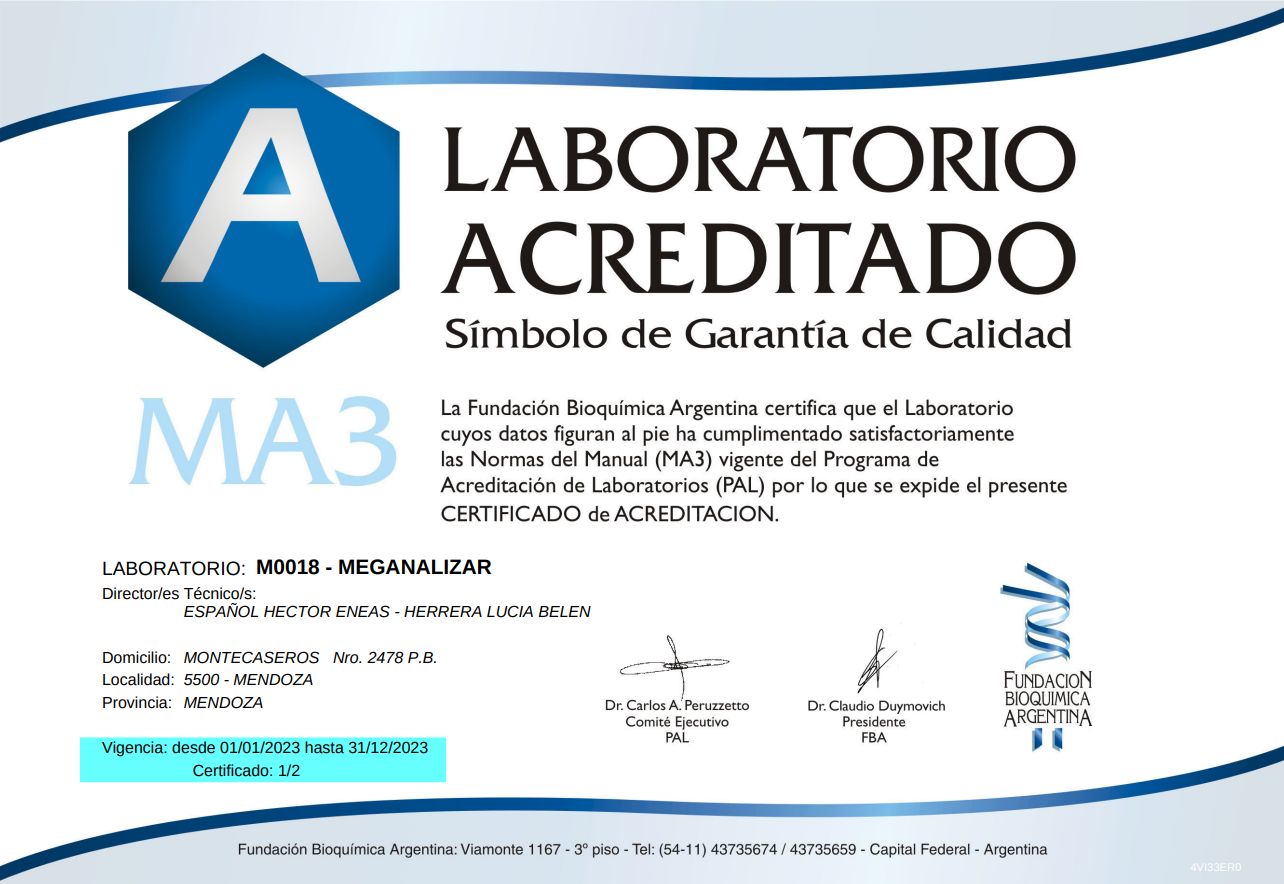 A
LABORATORIO
ACREDITADO
Símbolo de Garantía de Calidad
MA3
La Fundación Bioquímica Argentina certifica que el Laboratorio
cuyos datos figuran al pie ha cumplimentado satisfactoriamente
las Normas del Manual (MA3) vigente del Programa de
Acreditación de Laboratorios (PAL) por lo que se expide el presente
CERTIFICADO de ACREDITACION.
LABORATORIO: M0018 - MEGANALIZAR
Director/es Técnico/s:
ESPAÑOL HECTOR ENEAS - HERRERA LUCIA BELEN
Domicilio: MONTECASEROS Nro. 2478 P.B.
Localidad: 5500 - MENDOZA
Provincia: MENDOZA
Vigencia: desde 01/01/2023 hasta 31/12/2023
Certificado: 1/2
Dr. Carlos A. Peruzzetto
Comité Ejecutivo
PAL
Dr. Claudio Duymovich
Presidente
FBA
FUNDACION
BIOQUIMICA
ARGENTINA
Fundación Bioquímica Argentina: Viamonte 1167 - 3º piso - Tel: (54-11) 43735674 / 43735659 - Capital Federal - Argentina
4VI33ER0